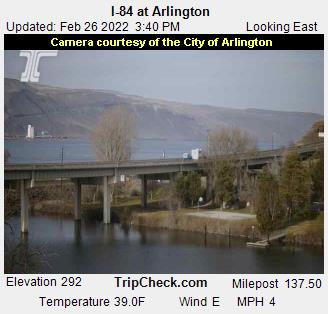 I-84 at Arlington
Updated: Feb 26 2022 3:40 PM Looking East
Camera courtesy of the City of Arlington
Elevation 292 TripCheck.com Milepost 137.50
Temperature 39.0F Wind E MPH 4